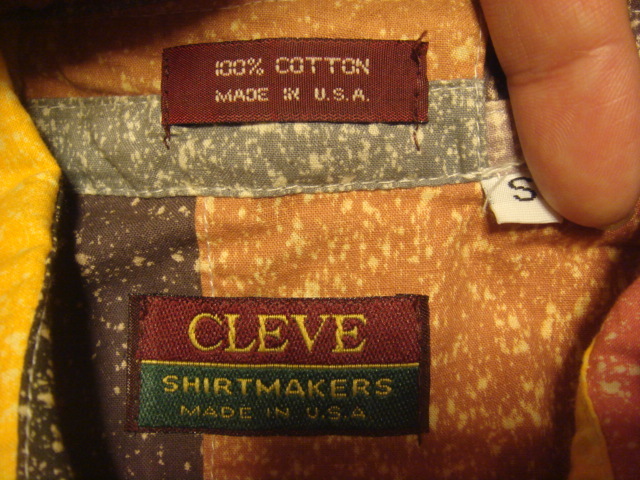 100% COTTON
MADE IN U.S.A.
S
CLEVE
SHIRTMAKERS
MADE IN U.S.A